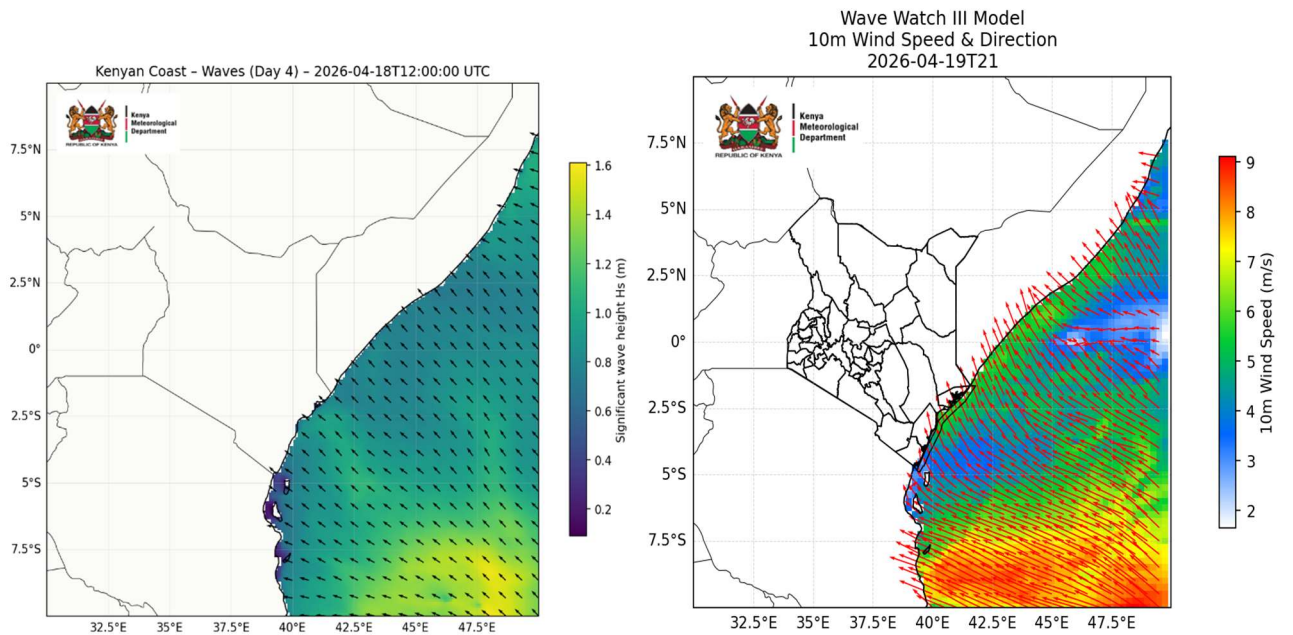 Kenyan Coast – Waves (Day 4) – 2026-04-18T12:00:00 UTC
Kenya
Meteorological
Department
REPUBLIC OF KENYA
7.5°N
5°N
2.5°N
0°
2.5°S
5°S
7.5°S
32.5°E 35°E 37.5°E 40°E 42.5°E 45°E 47.5°E
1.6
1.4
1.2
1.0
0.8
0.6
0.4
0.2
Significant wave height Hs (m)
Wave Watch III Model
10m Wind Speed & Direction
2026-04-19T21
Kenya
Meteorological
Department
REPUBLIC OF KENYA
7.5°N
5°N
2.5°N
0°
2.5°S
5°S
7.5°S
32.5°E 35°E 37.5°E 40°E 42.5°E 45°E 47.5°E
9
8
7
6
5
4
3
2
10m Wind Speed (m/s)